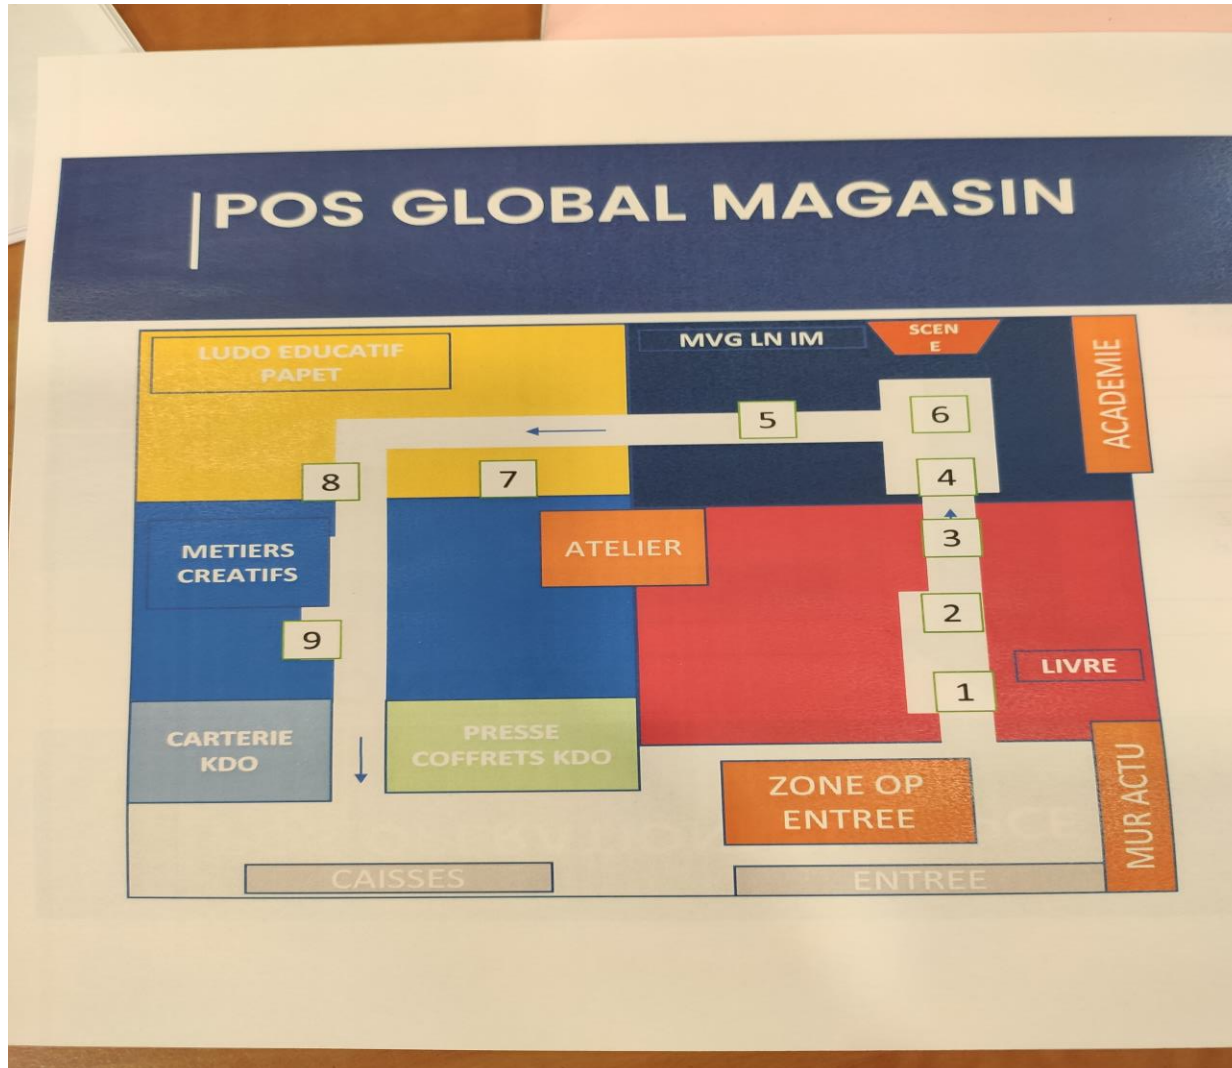 POS GLOBAL MAGASIN
LUDO EDUCATIF
PAPET
MVG LN IM
SCEN
E
ACADEMIE
5
6
4
8
7
3
METIERS
CREATIFS
ATELIER
2
9
LIVRE
1
CARTERIE
KDO
PRESSE
COFFRETS KDO
ZONE OP
ENTREE
MUR ACTU
CAISSES
ENTREE